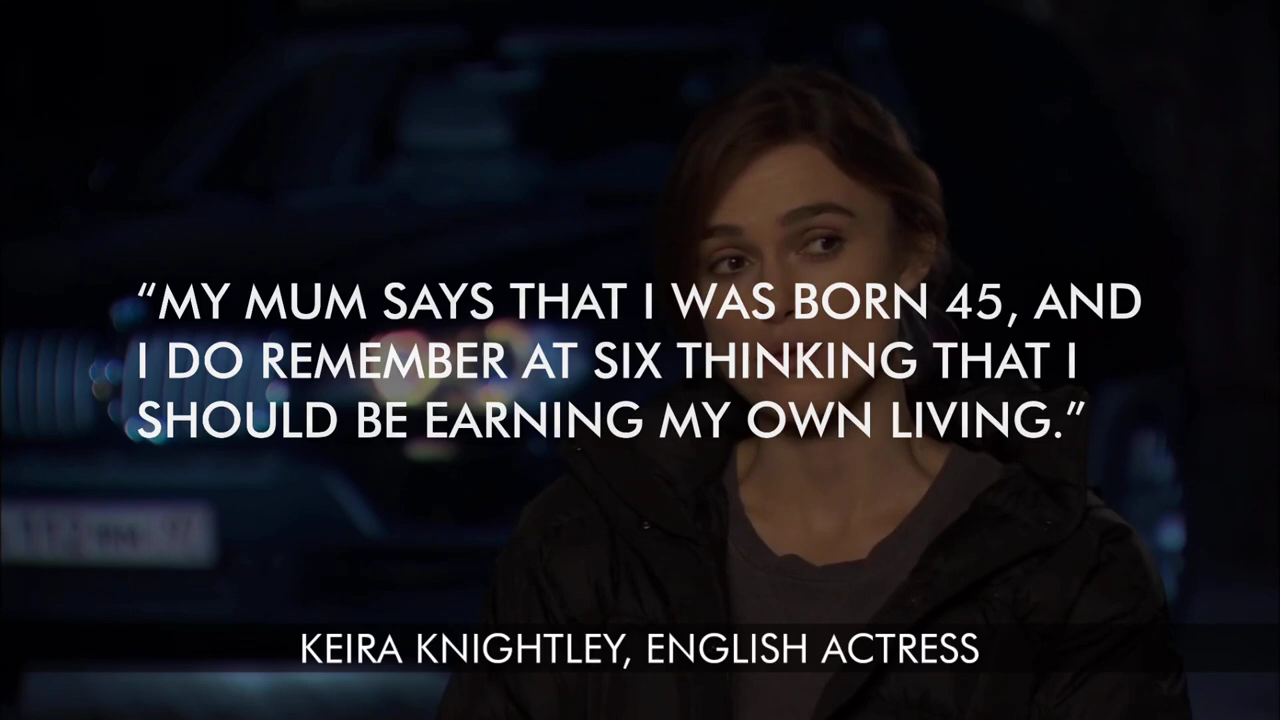 “MY MUM SAYS THAT I WAS BORN 45, AND
I DO REMEMBER AT SIX THINKING THAT I
SHOULD BE EARNING MY OWN LIVING.”
KEIRA KNIGHTLEY, ENGLISH ACTRESS